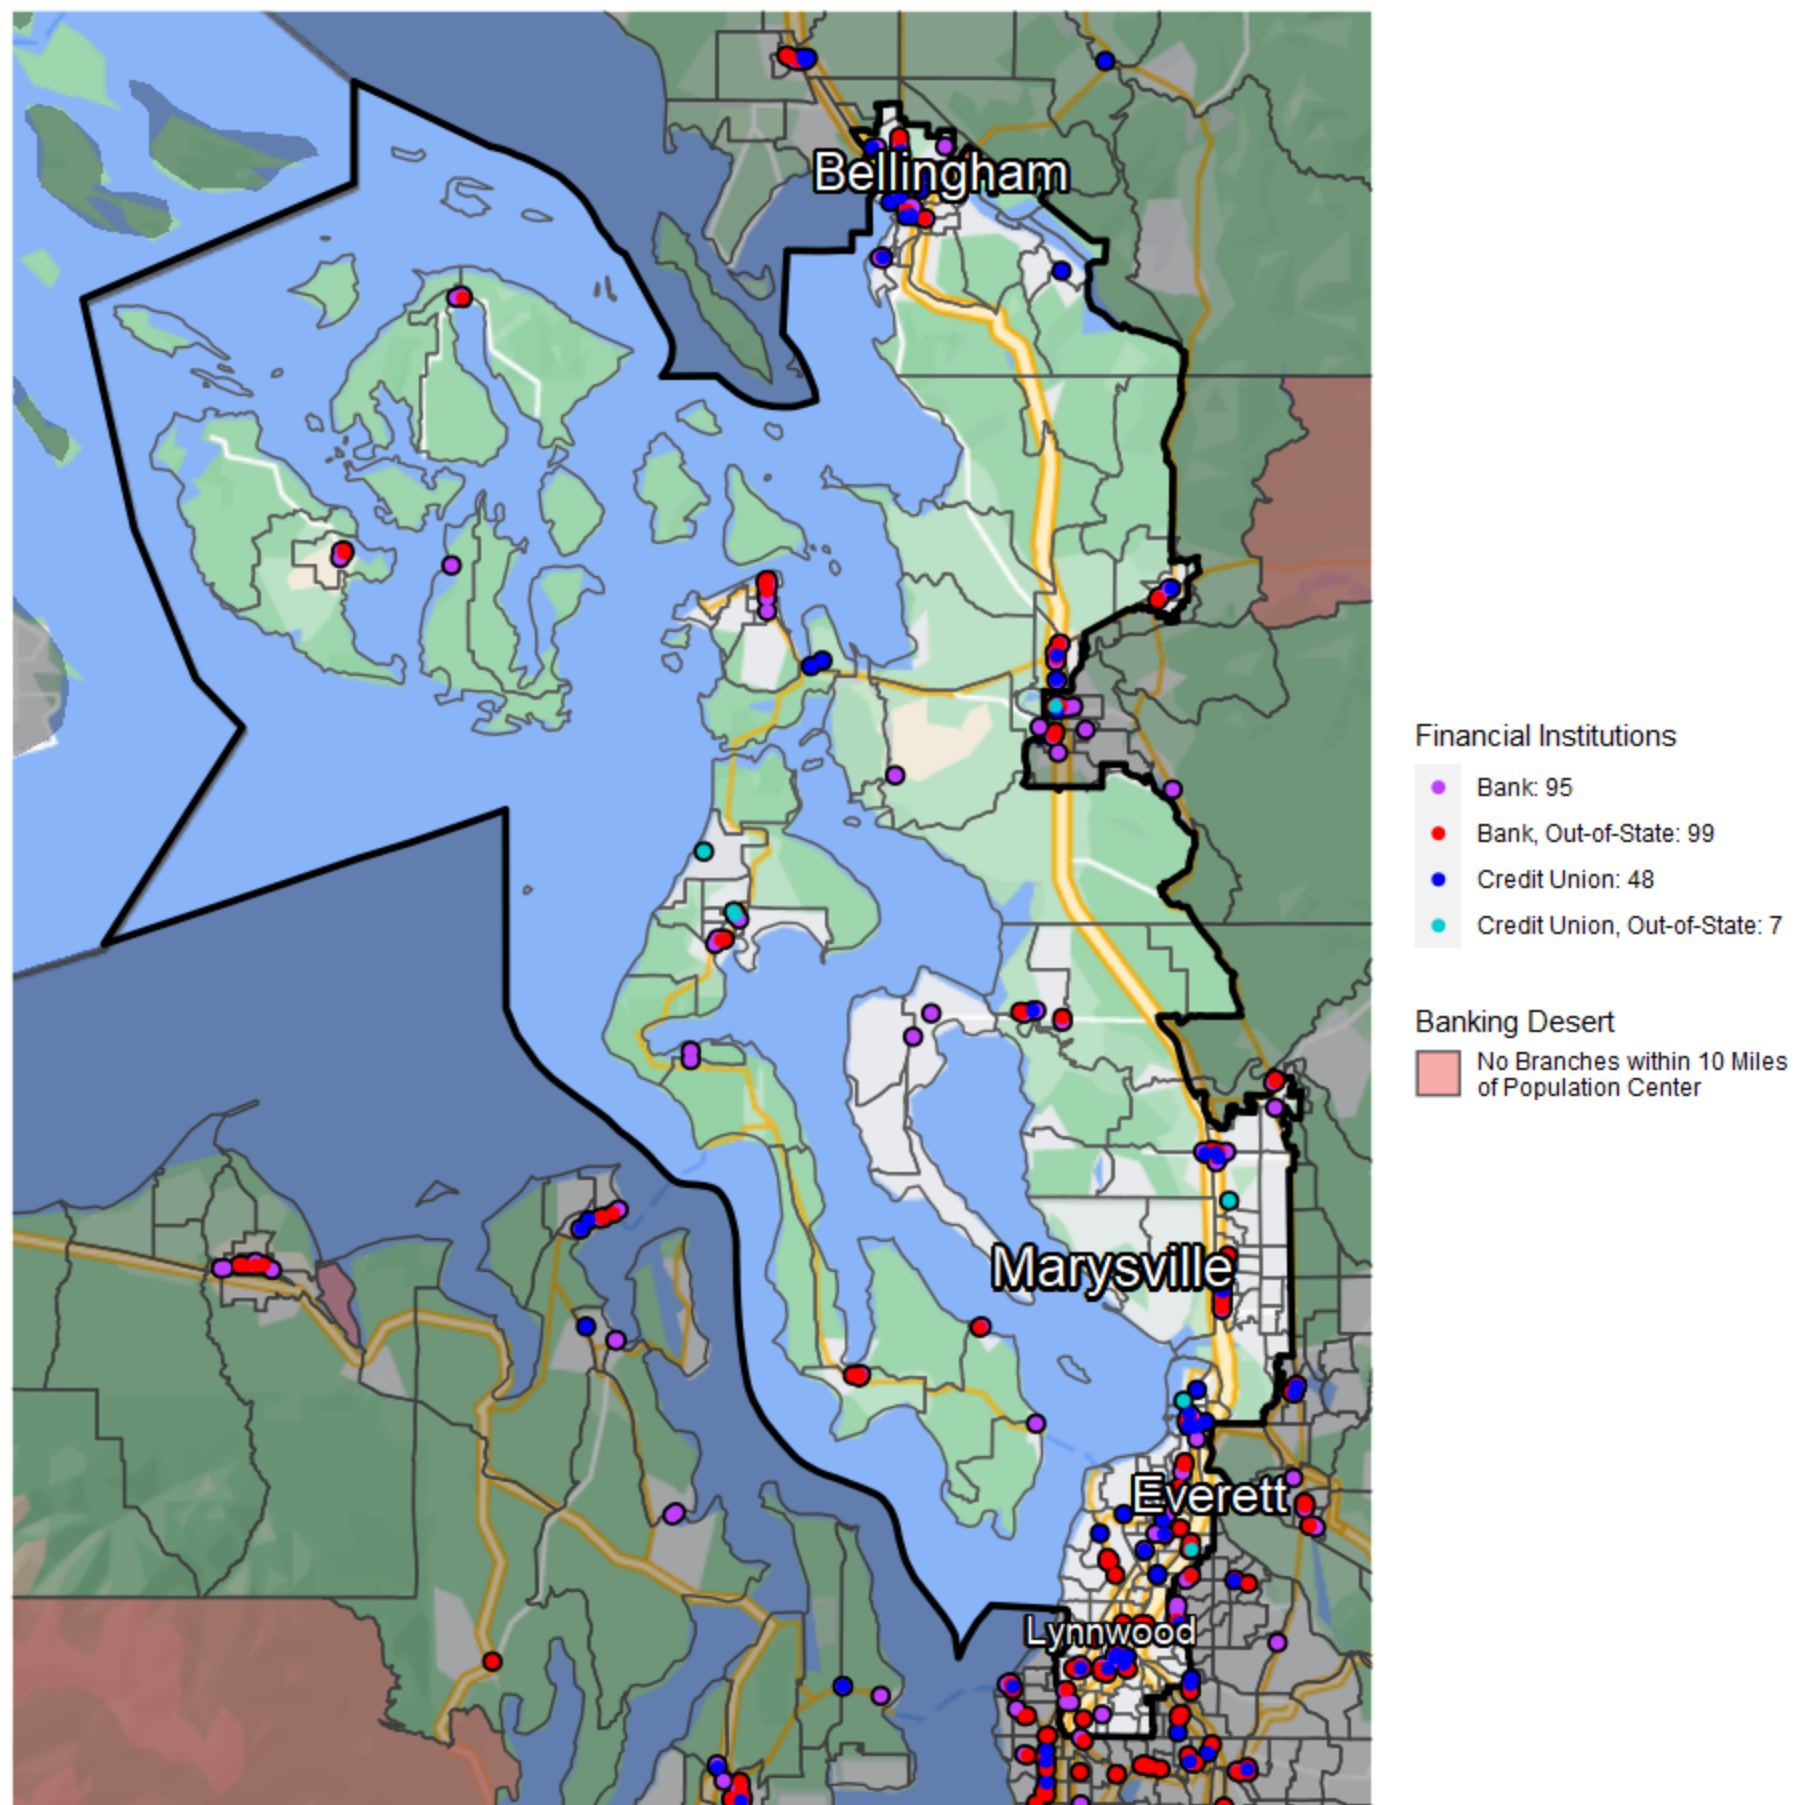 Bellingham
Marysville
Everett
Lynnwood
Financial Institutions
Bank: 95
Bank, Out-of-State: 99
Credit Union: 48
Credit Union, Out-of-State: 7
Banking Desert
No Branches within 10 Miles
of Population Center